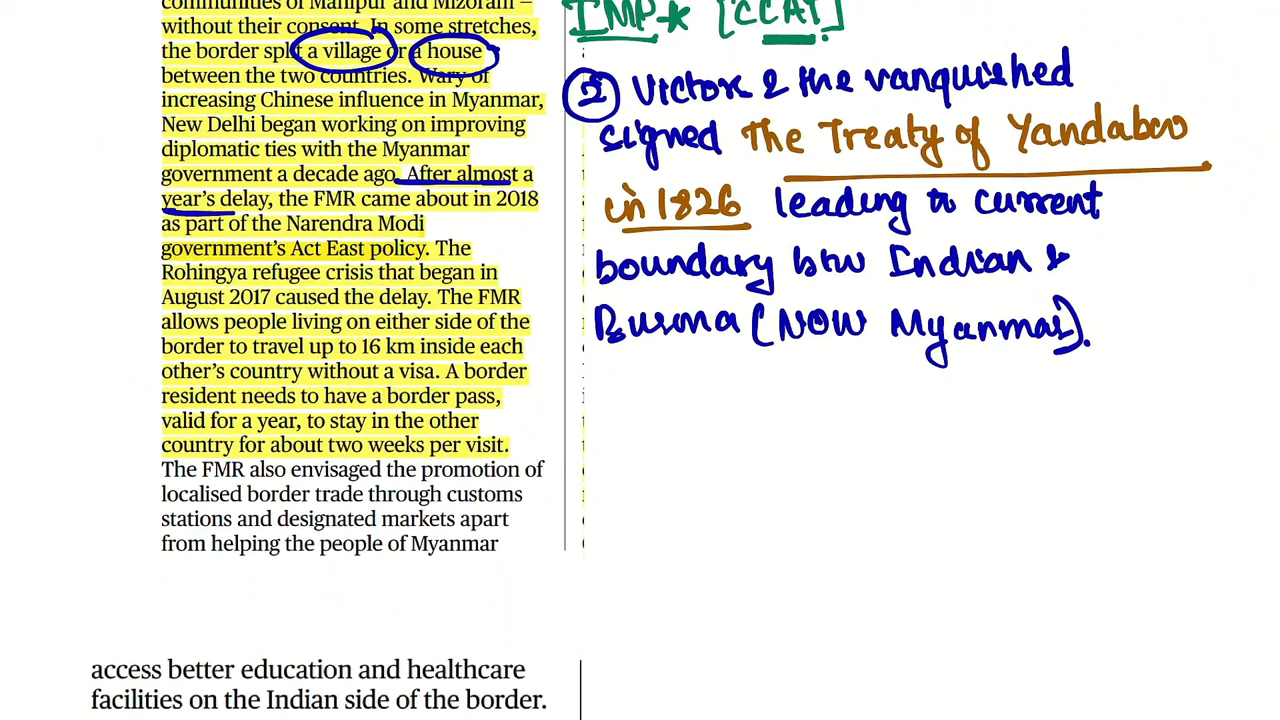 communities of Manipur and Mizoram —
without their consent. In some stretches,
the border split a village or a house
between the two countries. Wary of
increasing Chinese influence in Myanmar,
New Delhi began working on improving
diplomatic ties with the Myanmar
government a decade ago. After almost a
year's delay, the FMR came about in 2018
as part of the Narendra Modi
government's Act East policy. The
Rohingya refugee crisis that began in
August 2017 caused the delay. The FMR
allows people living on either side of the
border to travel up to 16 km inside each
other's country without a visa. A border
resident needs to have a border pass,
valid for a year, to stay in the other
country for about two weeks per visit.
The FMR also envisaged the promotion of
localised border trade through customs
stations and designated markets apart
from helping the people of Myanmar
access better education and healthcare
facilities on the Indian side of the border.
IMP* [CCAT]
② Victor & the vanquished
signed The Treaty of Yandaboo
in 1826 leading to current
boundary btw Indian &
Burma (NOW Myanmar).